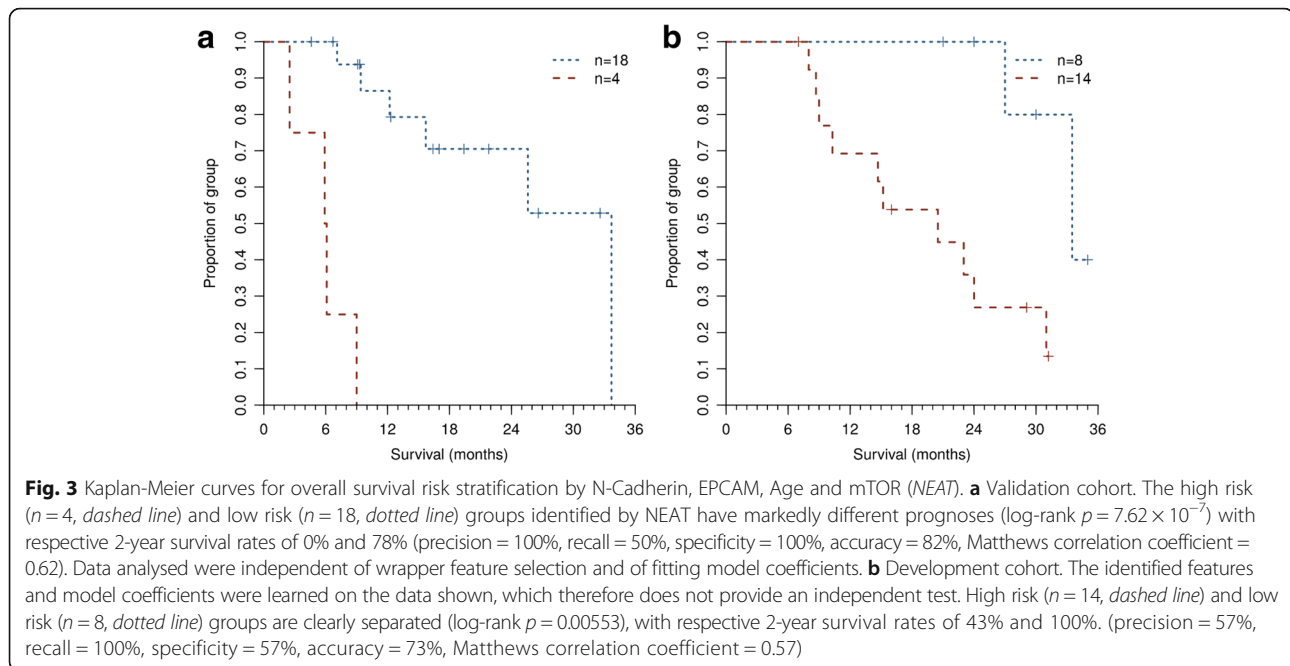 a
n=18
n=4
Proportion of group
1.0
0.9
0.8
0.7
0.6
0.5
0.4
0.3
0.2
0.1
0.0
0 6 12 18 24 30 36
Survival (months)
b
n=8
n=14
Proportion of group
1.0
0.9
0.8
0.7
0.6
0.5
0.4
0.3
0.2
0.1
0.0
0 6 12 18 24 30 36
Survival (months)
Fig. 3 Kaplan-Meier curves for overall survival risk stratification by N-Cadherin, EPCAM, Age and mTOR (NEAT). a Validation cohort. The high risk
(n = 4, dashed line) and low risk (n = 18, dotted line) groups identified by NEAT have markedly different prognoses (log-rank p = 7.62 × 10⁻⁷) with
respective 2-year survival rates of 0% and 78% (precision = 100%, recall = 50%, specificity = 100%, accuracy = 82%, Matthews correlation coefficient =
0.62). Data analysed were independent of wrapper feature selection and of fitting model coefficients. b Development cohort. The identified features
and model coefficients were learned on the data shown, which therefore does not provide an independent test. High risk (n = 14, dashed line) and low
risk (n = 8, dotted line) groups are clearly separated (log-rank p = 0.00553), with respective 2-year survival rates of 43% and 100%. (precision = 57%,
recall = 100%, specificity = 57%, accuracy = 73%, Matthews correlation coefficient = 0.57)